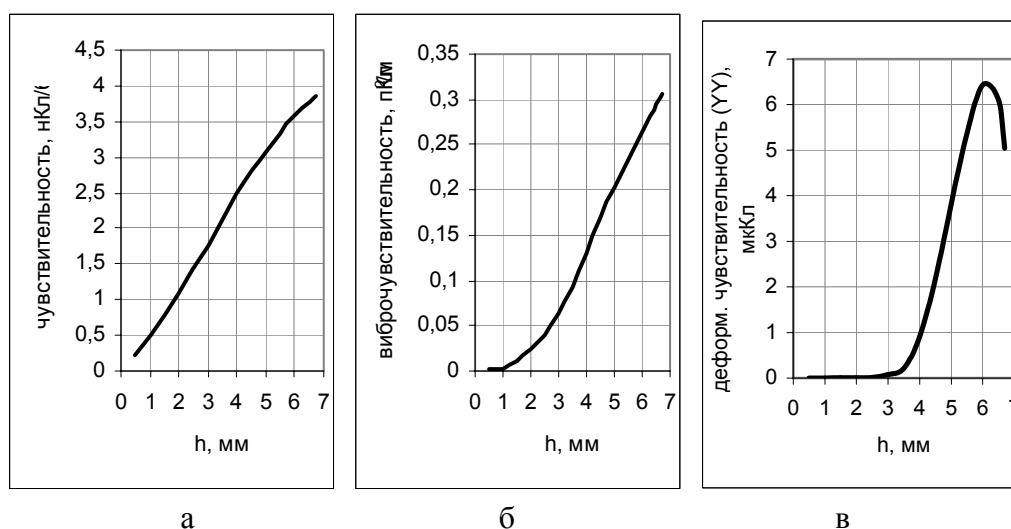 чувствительность, нКл/
4,5
4
3,5
3
2,5
2
1,5
1
0,5
0
0 1 2 3 4 5 6 7
h, мм
а
виброчувствительность,
0,35
0,3
0,25
0,2
0,15
0,1
0,05
0
0 1 2 3 4 5 6 7
h, мм
б
деформ. чувствительность (YY),
мкКл
7
6
5
4
3
2
1
0
0 1 2 3 4 5 6
h, мм
в